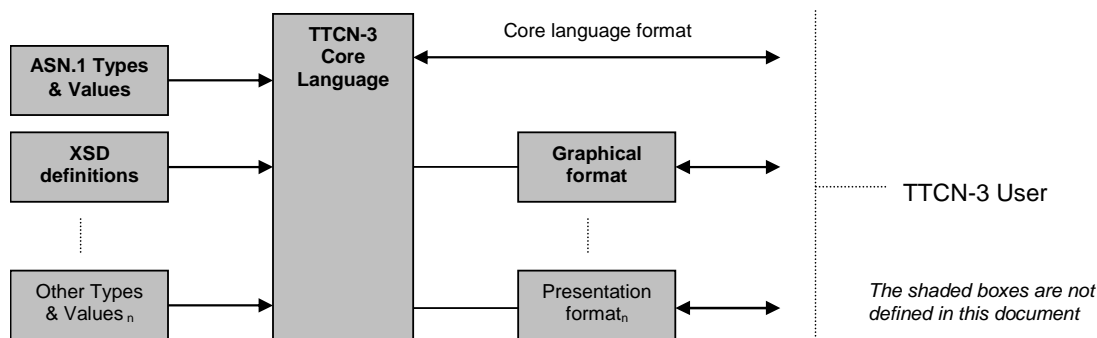 TTCN-3
Core
Language
Core language format
ASN.1 Types
& Values
XSD
definitions
Graphical
format
TTCN-3 User
Other Types
& Values n
Presentation
formatn
The shaded boxes are not
defined in this document